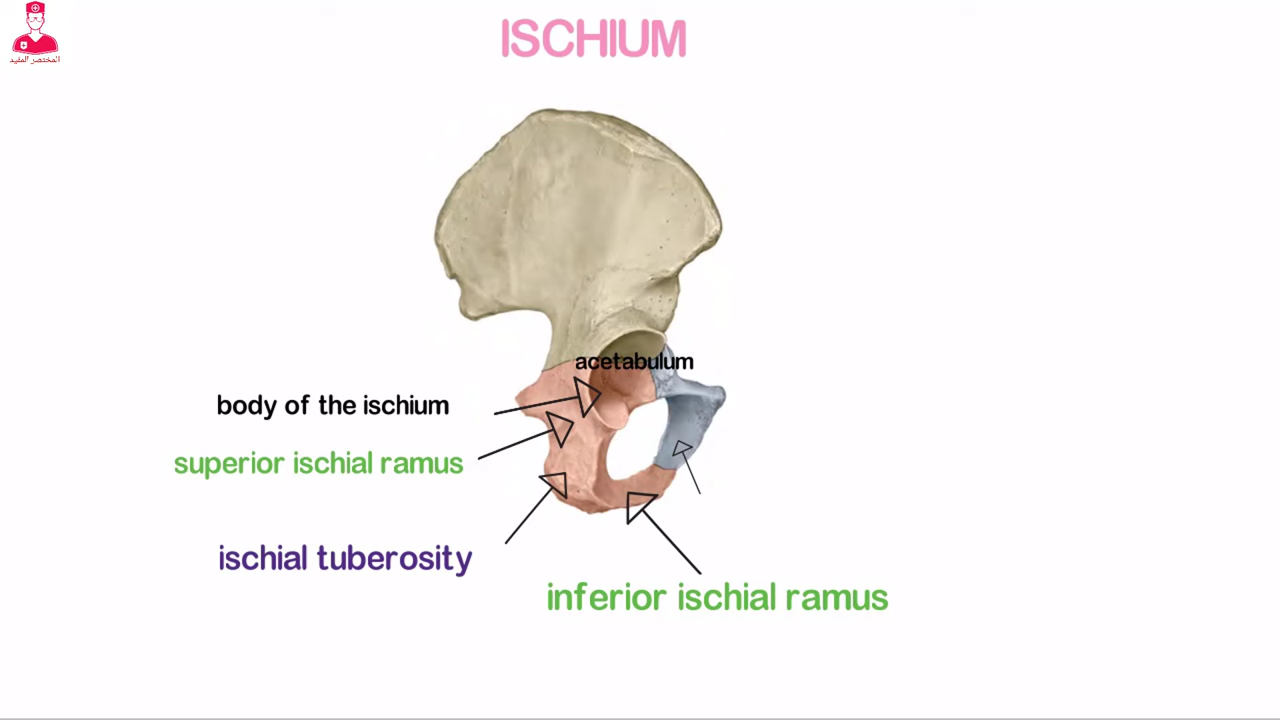 المختصر المفيد
ISCHIUM
acetabulum
body of the ischium
superior ischial ramus
ischial tuberosity
inferior ischial ramus